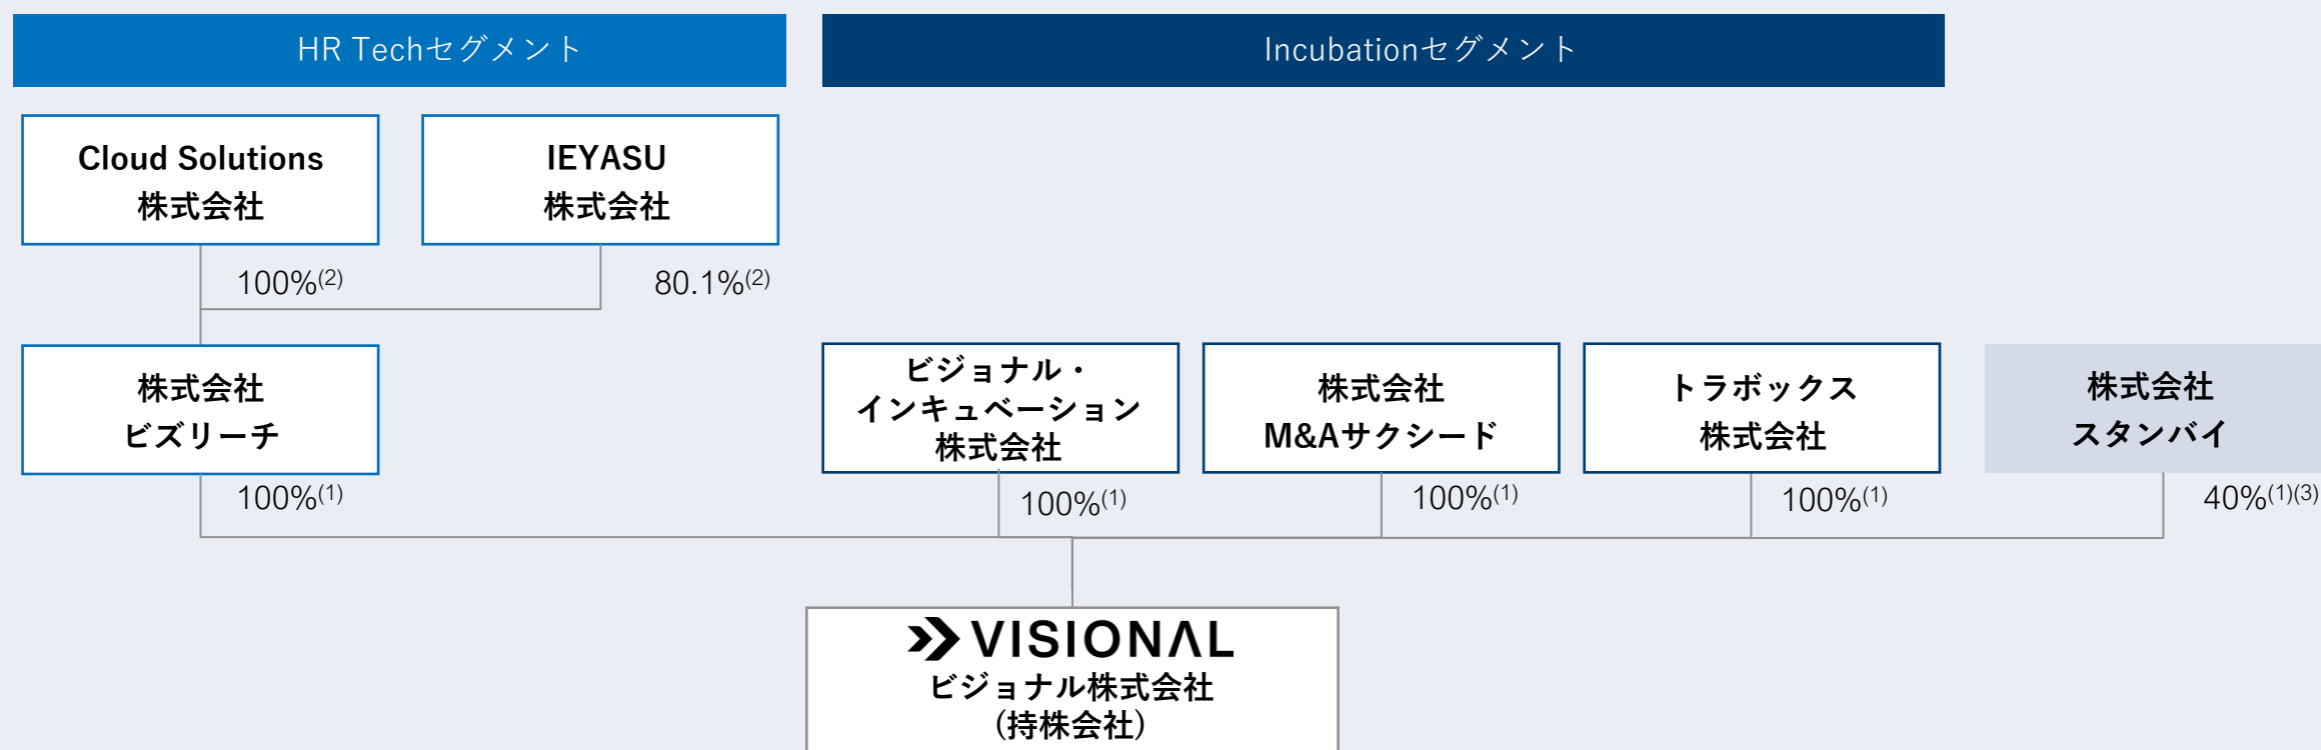 HR Techセグメント
Incubationセグメント
Cloud Solutions
株式会社
IEYASU
株式会社
100%(2)
80.1%(2)
株式会社
ビズリーチ
ビジョナル・
インキュベーション
株式会社
株式会社
M&Aサクシード
トラボックス
株式会社
株式会社
スタンバイ
100%(1)
100%(1)
100%(1)
100%(1)
40%(1)(3)
VISIONAL
ビジョナル株式会社
(持株会社)